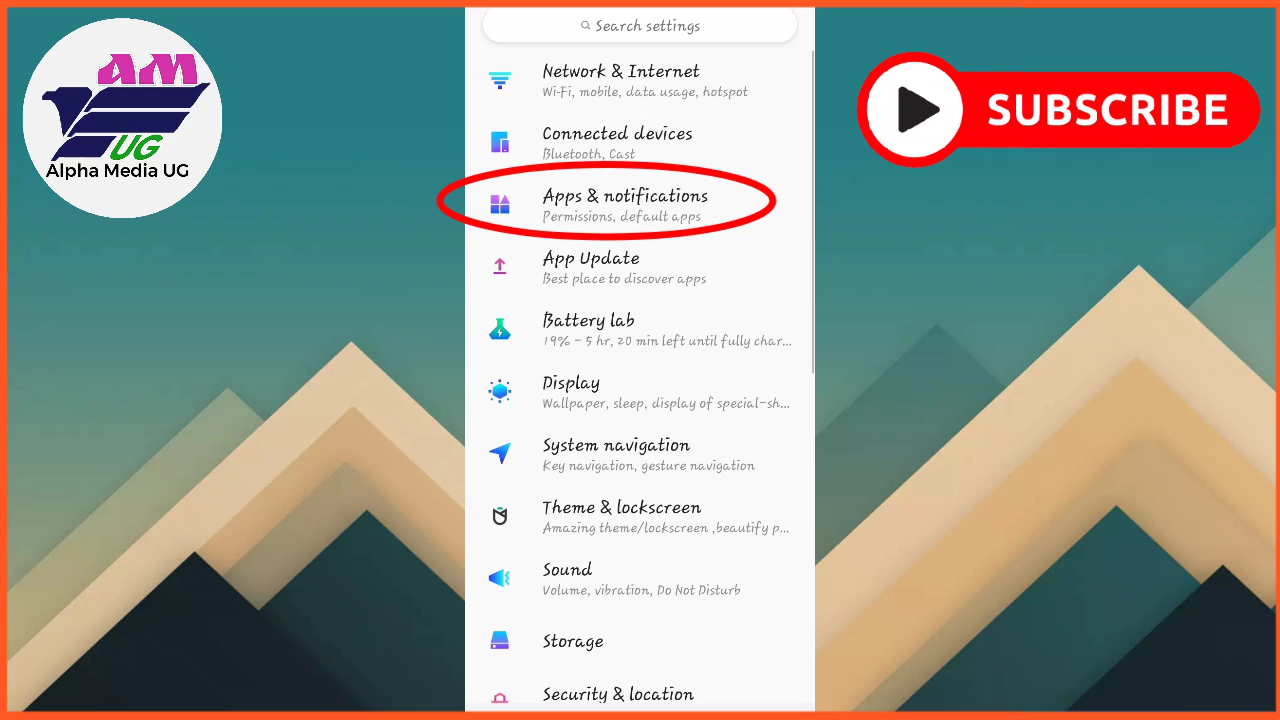 AM
UG
Alpha Media UG
Search settings
Network & Internet
Wi-Fi, mobile, data usage, hotspot
Connected devices
Bluetooth, Cast
Apps & notifications
Permissions, default apps
App Update
Best place to discover apps
Battery lab
19% - 5 hr, 20 min left until fully char...
Display
Wallpaper, sleep, display of special-sh...
System navigation
Key navigation, gesture navigation
Theme & lockscreen
Amazing theme/lockscreen ,beautify p...
Sound
Volume, vibration, Do Not Disturb
Storage
Security & location
SUBSCRIBE